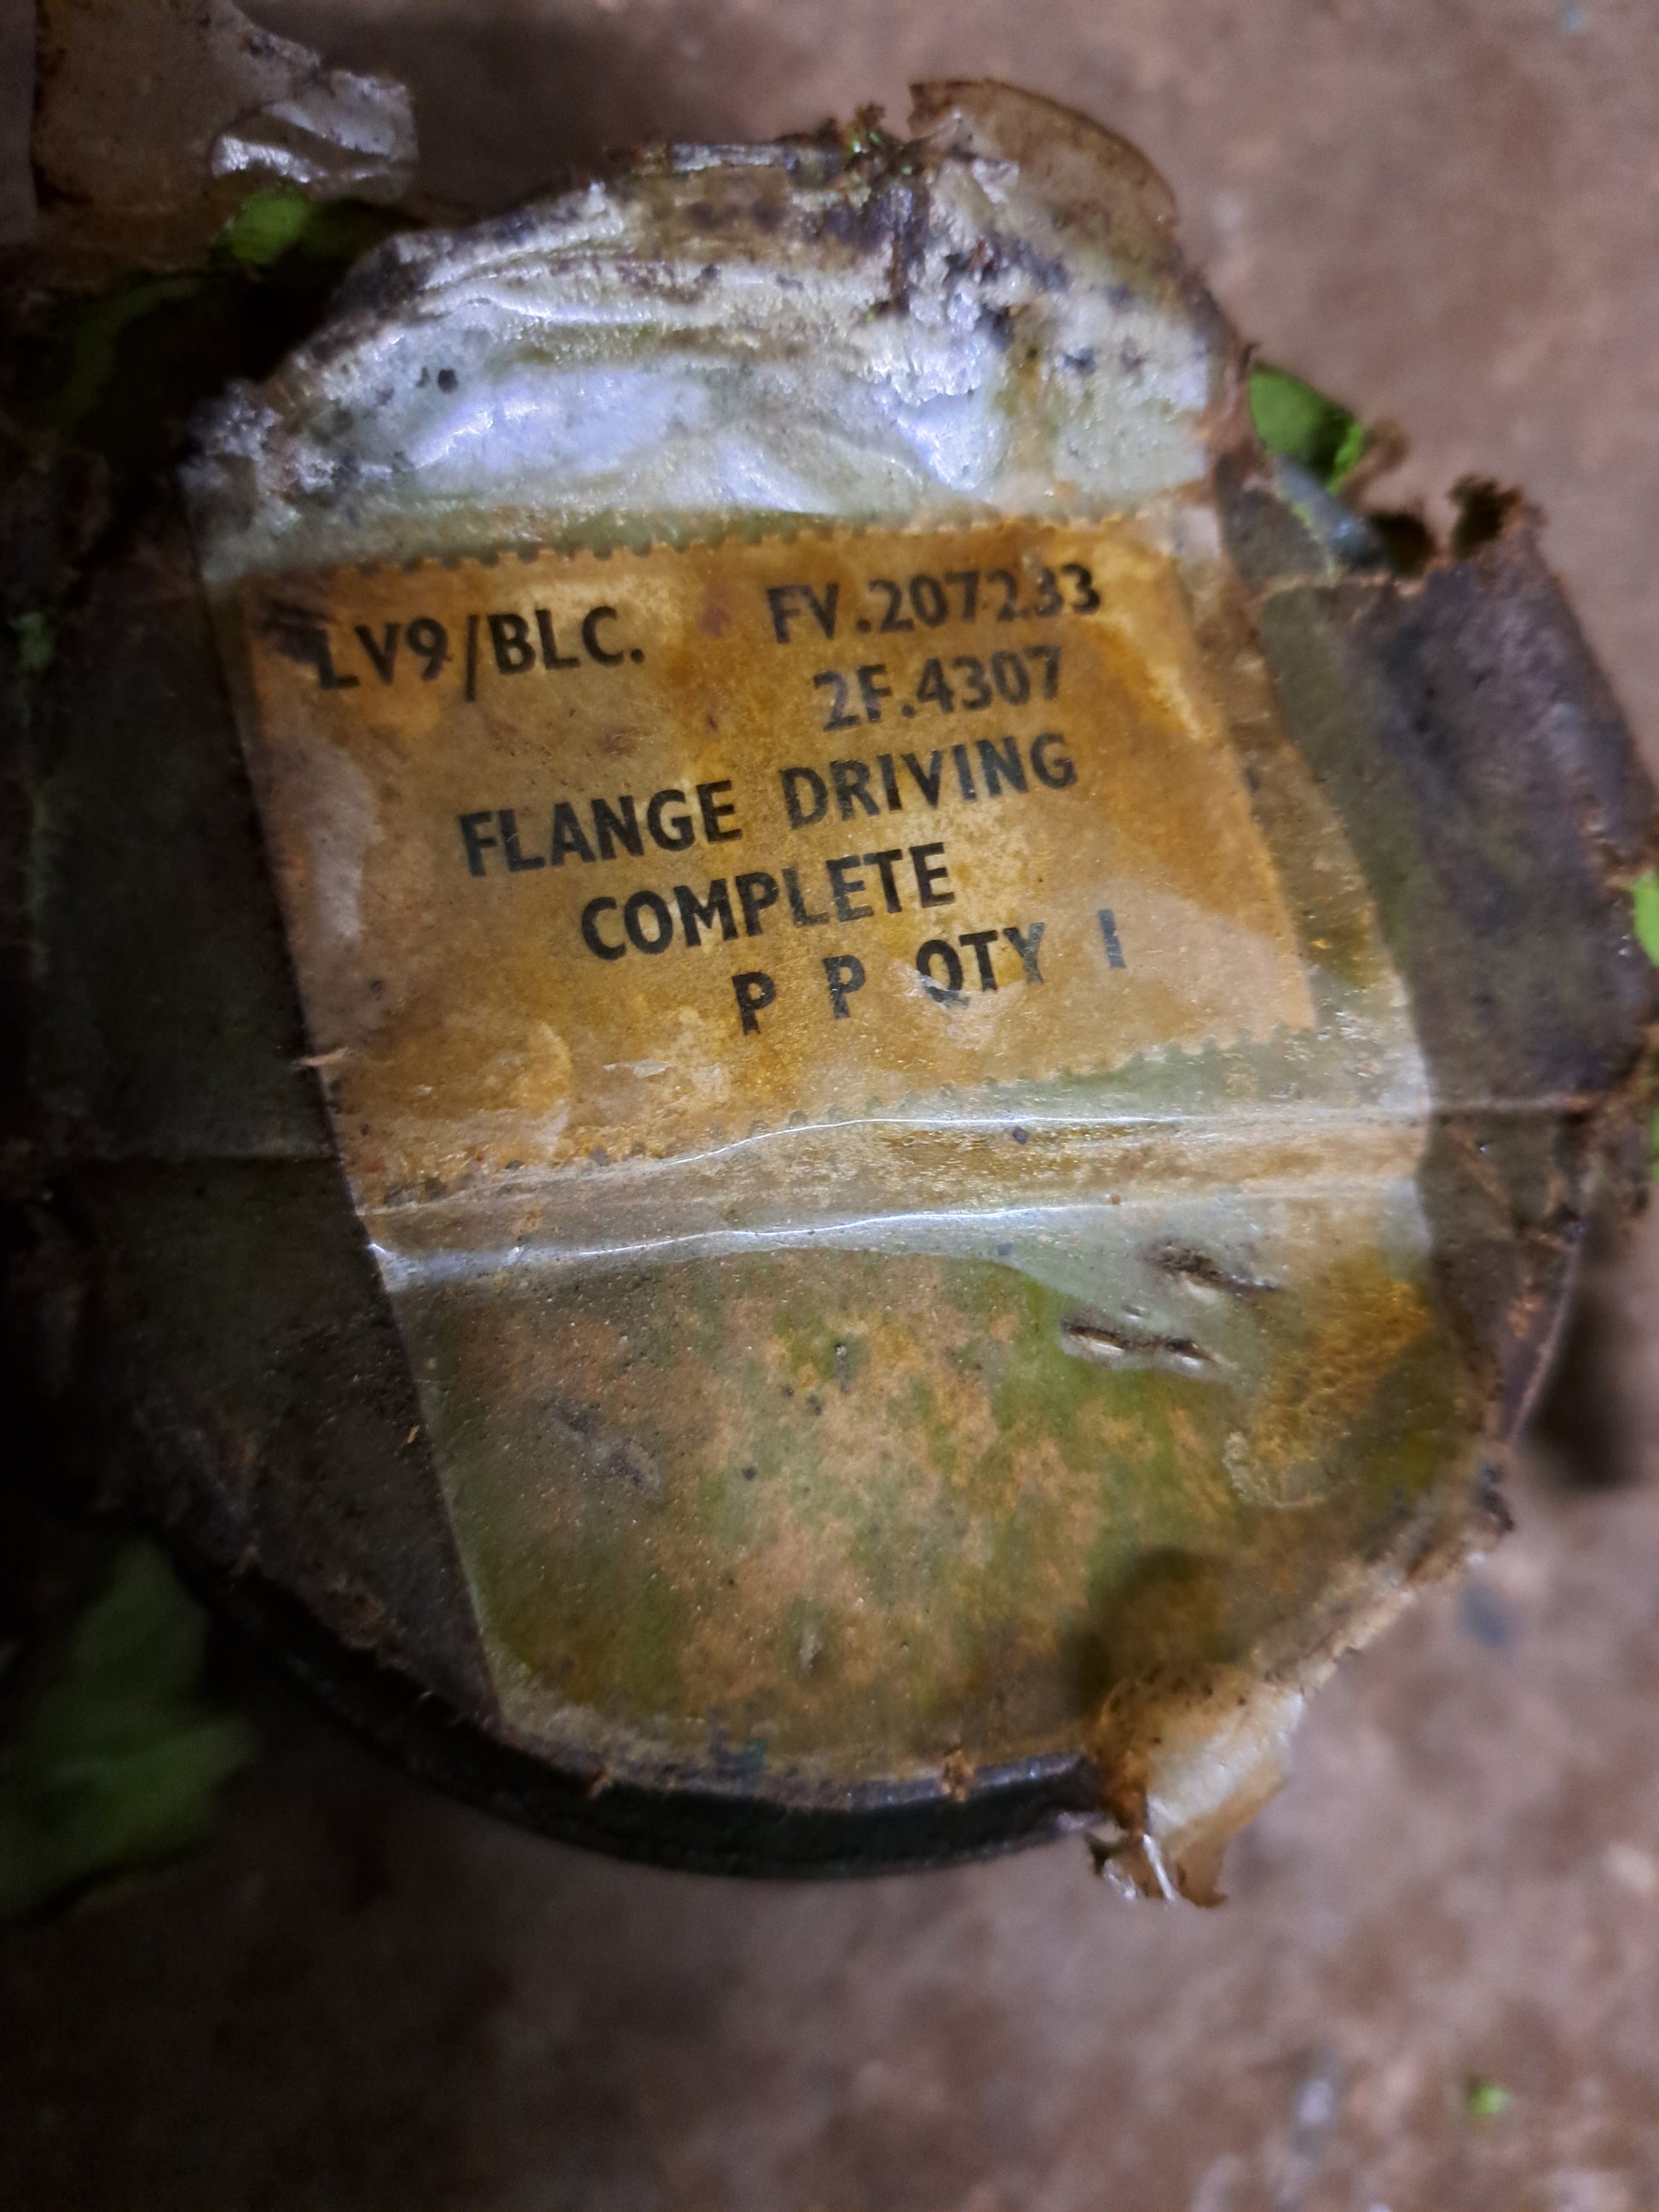 LV9/BLC. FV.207233
2F.4307
FLANGE DRIVING
COMPLETE
P P QTY 1